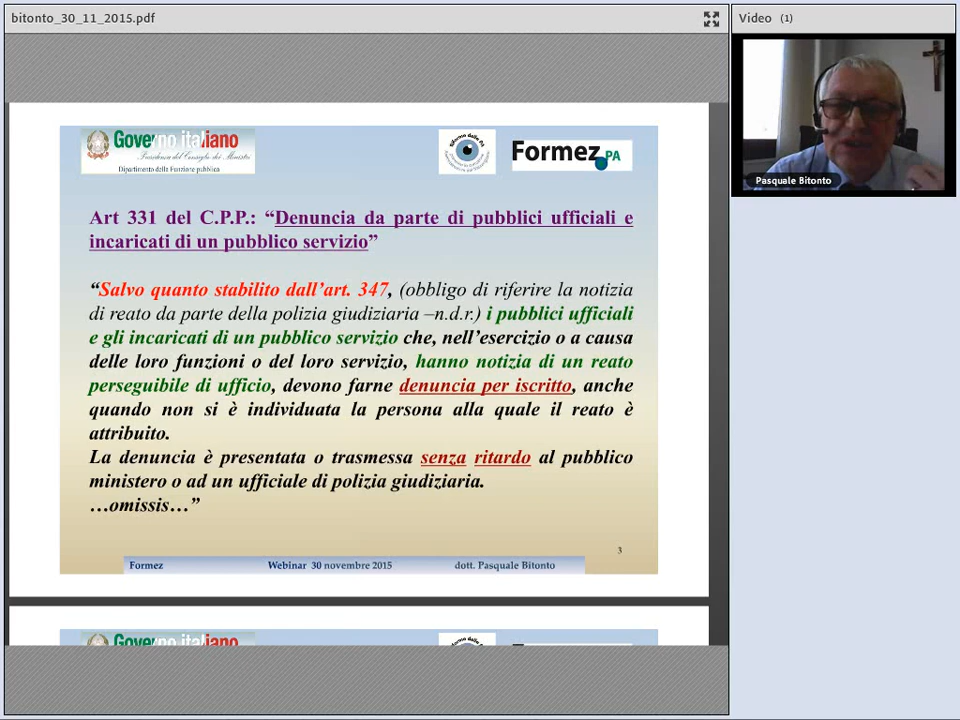 bitonto_30_11_2015.pdf
Video (1)
Pasquale Bitonto
Governo italiano
Presidenza del Consiglio dei Ministri
Dipartimento della Funzione pubblica
Formez PA
Art 331 del C.P.P.: “Denuncia da parte di pubblici ufficiali e
incaricati di un pubblico servizio”
“Salvo quanto stabilito dall’art. 347, (obbligo di riferire la notizia
di reato da parte della polizia giudiziaria –n.d.r.) i pubblici ufficiali
e gli incaricati di un pubblico servizio che, nell’esercizio o a causa
delle loro funzioni o del loro servizio, hanno notizia di un reato
perseguibile di ufficio, devono farne denuncia per iscritto, anche
quando non si è individuata la persona alla quale il reato è
attribuito.
La denuncia è presentata o trasmessa senza ritardo al pubblico
ministero o ad un ufficiale di polizia giudiziaria.
…omissis…”
3
Formez Webinar 30 novembre 2015 dott. Pasquale Bitonto
Governo italiano